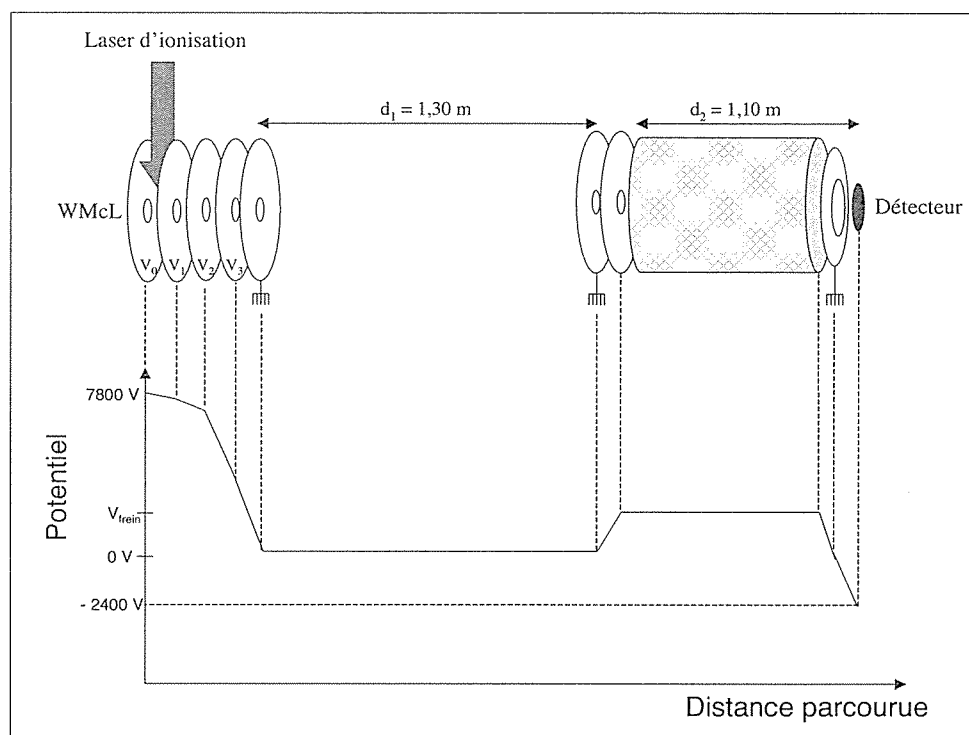 Laser d'ionisation
d₁ = 1,30 m
d₂ = 1,10 m
WMcL
V₀
V₁
V₂
V₃
Détecteur
7800 V
Potentiel
V_frein
0 V
- 2400 V
Distance parcourue